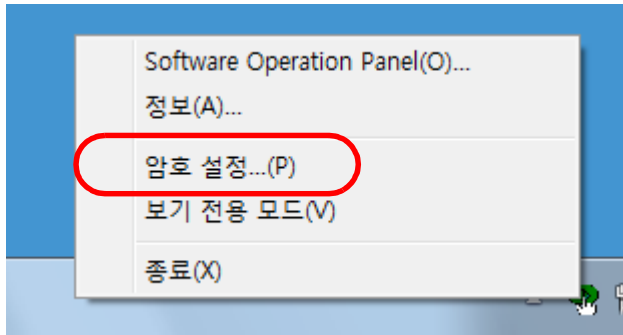 Software Operation Panel(O)...
정보(A)...
암호 설정...(P)
보기 전용 모드(V)
종료(X)